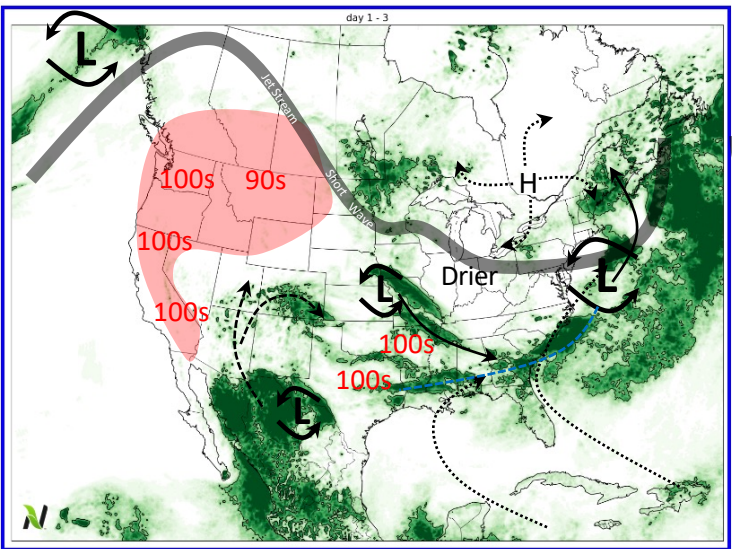 day 1 - 3
L
Jet Stream
100s 90s
Short Wave
H
100s
Drier
L
L
100s
100s
100s
L
N